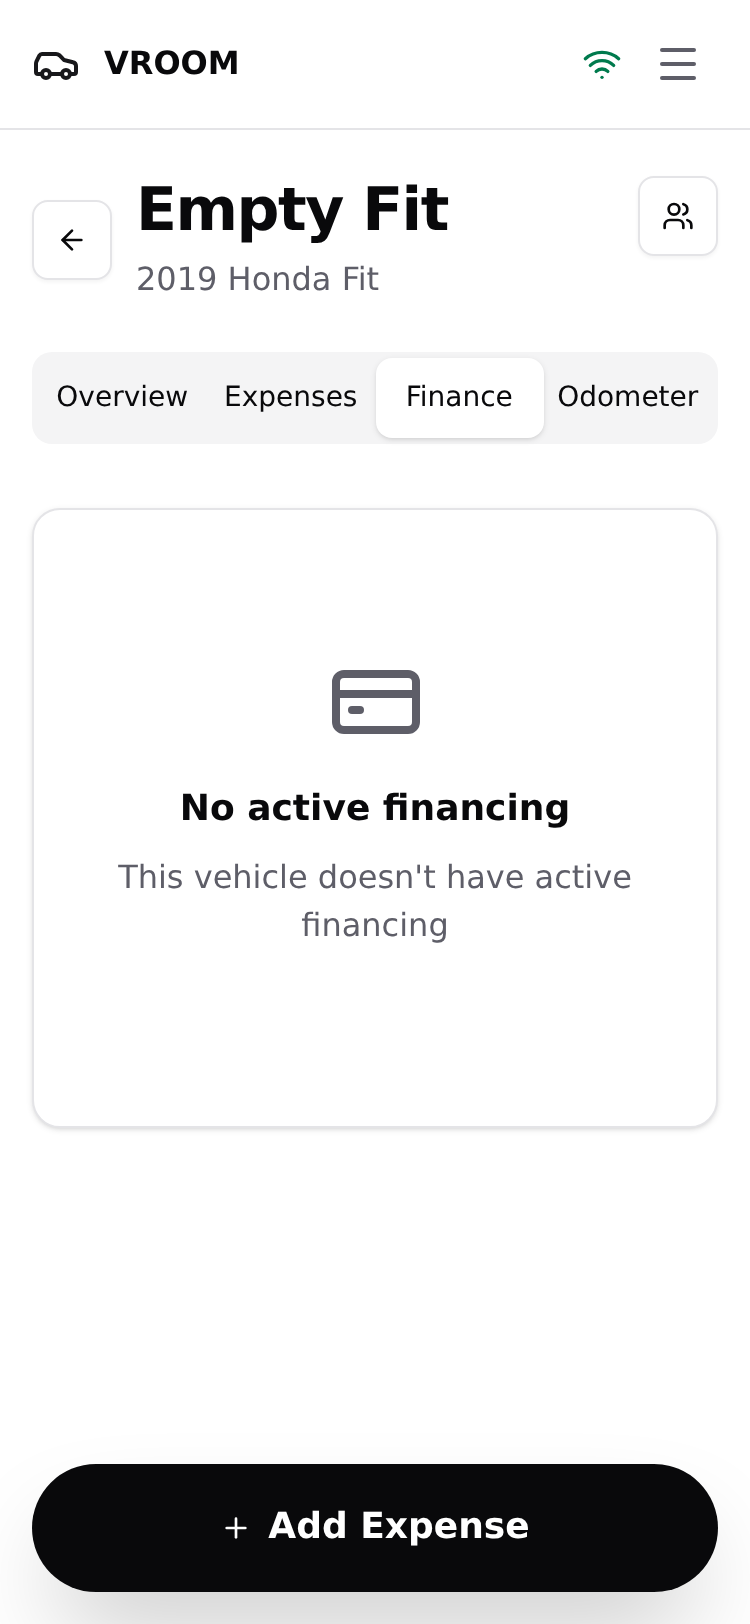 VROOM
Empty Fit
2019 Honda Fit
Overview Expenses Finance Odometer
No active financing
This vehicle doesn't have active
financing
+ Add Expense